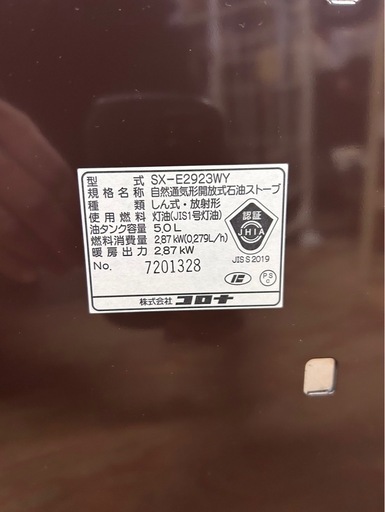 型 式 SX-E2923WY
規格名称 自然通気形開放式石油ストーブ
種 類 しん式・放射形
使用燃料 灯油(JIS1号灯油)
油タンク容量 5.0L
燃料消費量 2.87kW(0.279L/h)
暖房出力 2.87kW
No. 7201328
認証
JHIA
JIS S 2019
PS
C
株式会社 コロナ